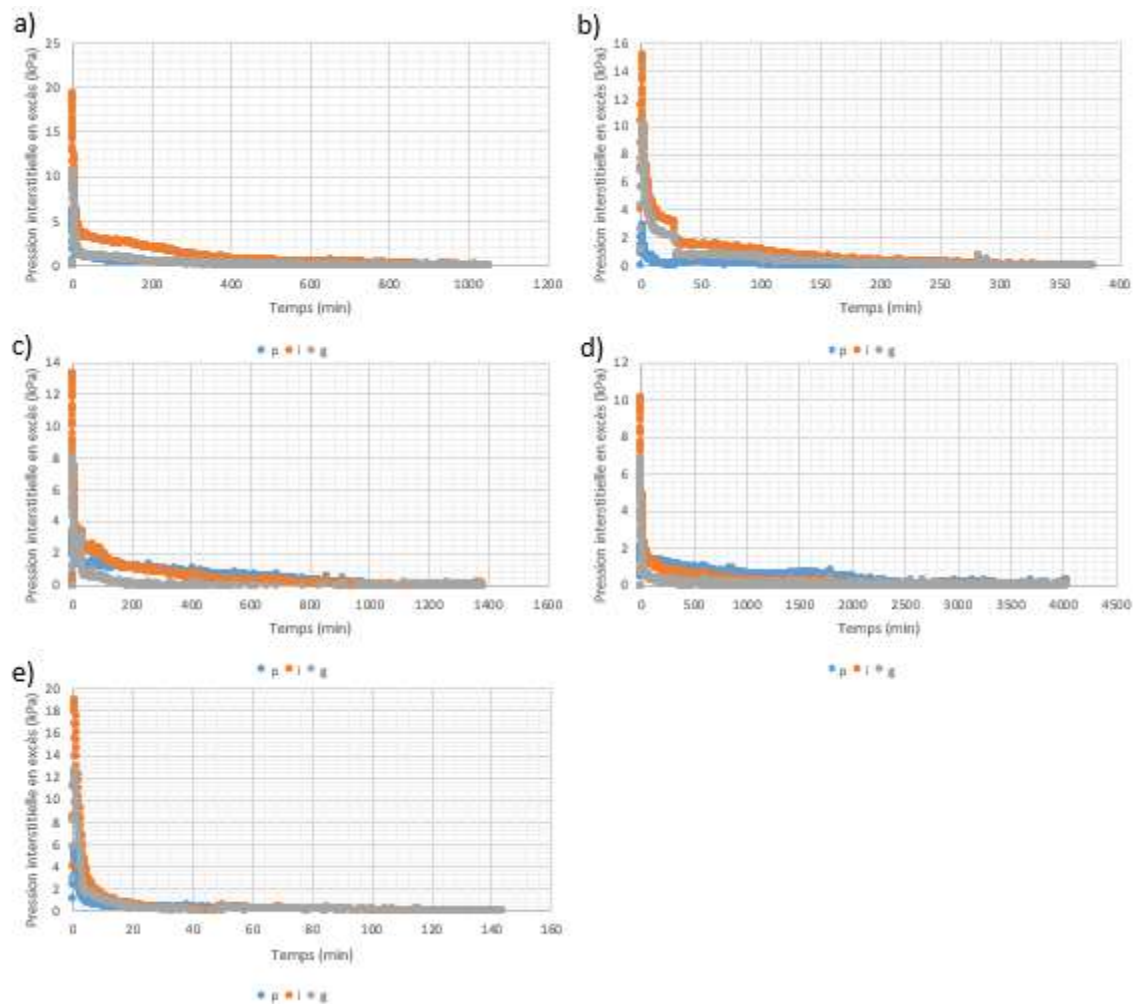 a)
Pression interstitielle en excès (kPa)
25
20
15
10
5
0
0 200 400 600 800 1000 1200
Temps (min)
p i g
b)
Pression interstitielle en excès (kPa)
16
14
12
10
8
6
4
2
0
0 50 100 150 200 250 300 350 400
Temps (min)
p i g
c)
Pression interstitielle en excès (kPa)
14
12
10
8
6
4
2
0
0 200 400 600 800 1000 1200 1400 1600
Temps (min)
p i g
d)
Pression interstitielle en excès (kPa)
12
10
8
6
4
2
0
0 500 1000 1500 2000 2500 3000 3500 4000 4500
Temps (min)
p i g
e)
Pression interstitielle en excès (kPa)
20
18
16
14
12
10
8
6
4
2
0
0 20 40 60 80 100 120 140 160
Temps (min)
p i g